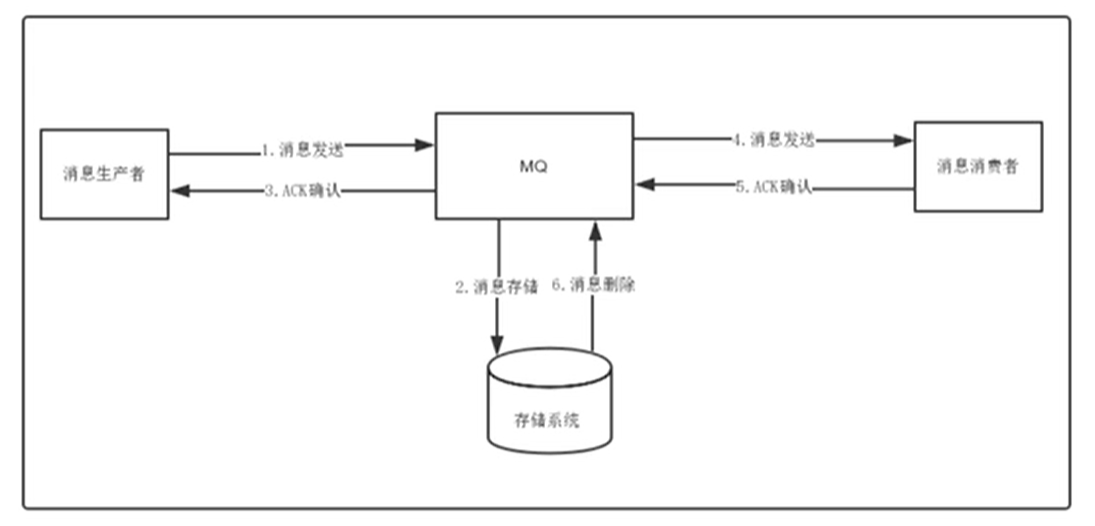 1.消息发送
4.消息发送
消息生产者
MQ
消息消费者
3.ACK确认
5.ACK确认
2.消息存储
6.消息删除
存储系统